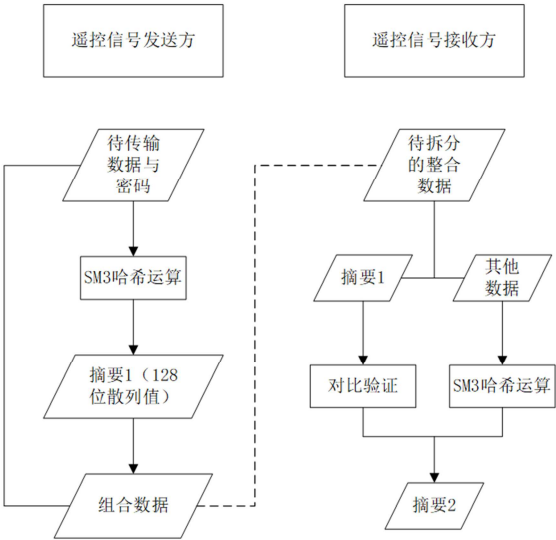 遥控信号发送方
遥控信号接收方
待传输
数据与
密码
SM3哈希运算
摘要1（128
位散列值）
组合数据
待拆分
的整合
数据
摘要1
其他
数据
对比验证
SM3哈希运算
摘要2